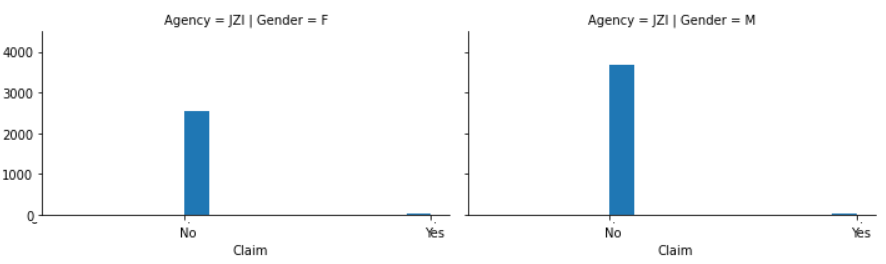 Agency = JZI | Gender = F
Agency = JZI | Gender = M
4000
3000
2000
1000
0
No
Yes
No
Yes
Claim
Claim